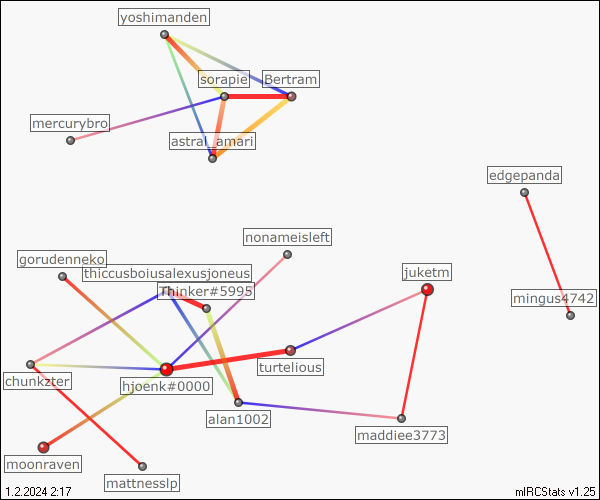 yoshimanden
sorapie
Bertram
mercurybro
astral_amari
edgepanda
nonameisleft
gorudenneko
thiccusboiusalexusjoneus
juketm
Thinker#5995
mingus4742
turtelious
chunkzter
hjoenk#0000
alan1002
maddiee3773
moonraven
mattnesslp
1.2.2024 2:17
mIRCStats v1.25